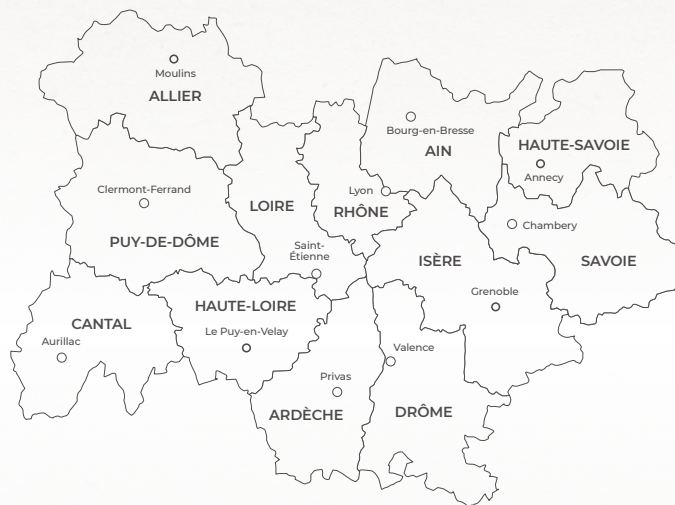 Moulins
ALLIER
Bourg-en-Bresse
AIN
HAUTE-SAVOIE
Annecy
Clermont-Ferrand
PUY-DE-DÔME
LOIRE
Lyon
RHÔNE
Chambery
SAVOIE
Saint-
Étienne
ISÈRE
Grenoble
HAUTE-LOIRE
Le Puy-en-Velay
CANTAL
Aurillac
Valence
DRÔME
Privas
ARDÈCHE